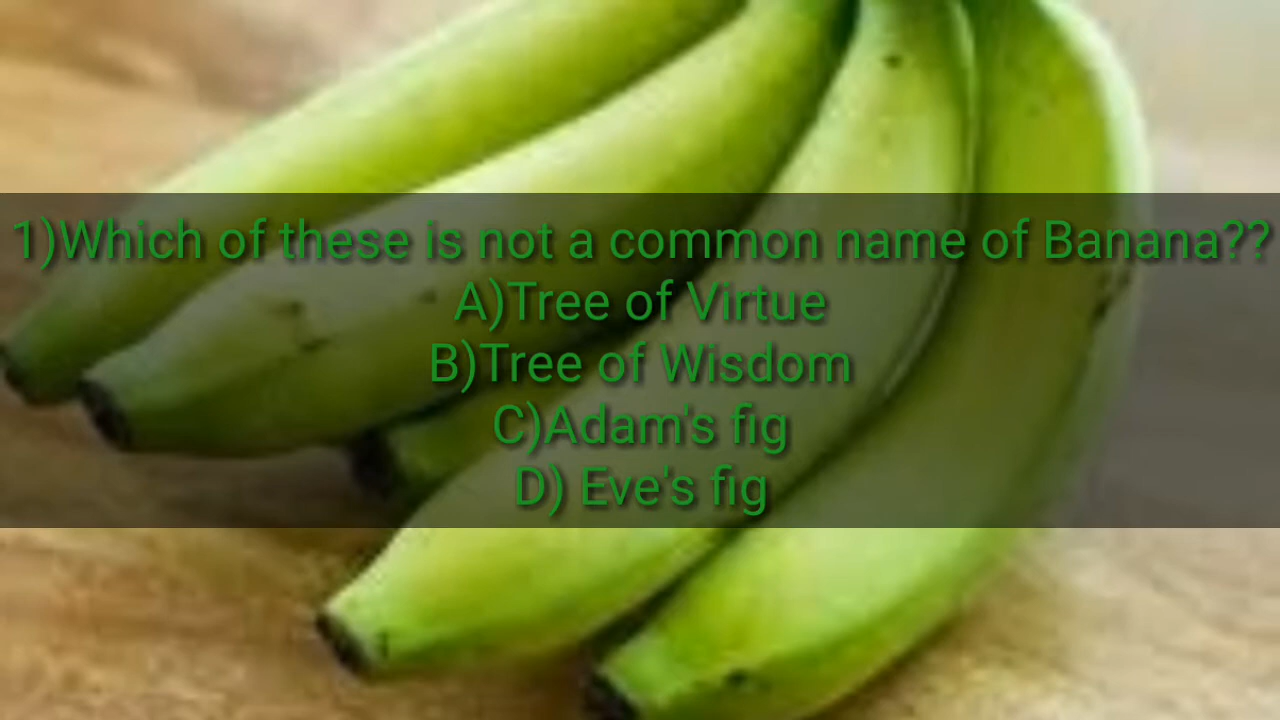 1)Which of these is not a common name of Banana??
A)Tree of Virtue
B)Tree of Wisdom
C)Adam's fig
D) Eve's fig